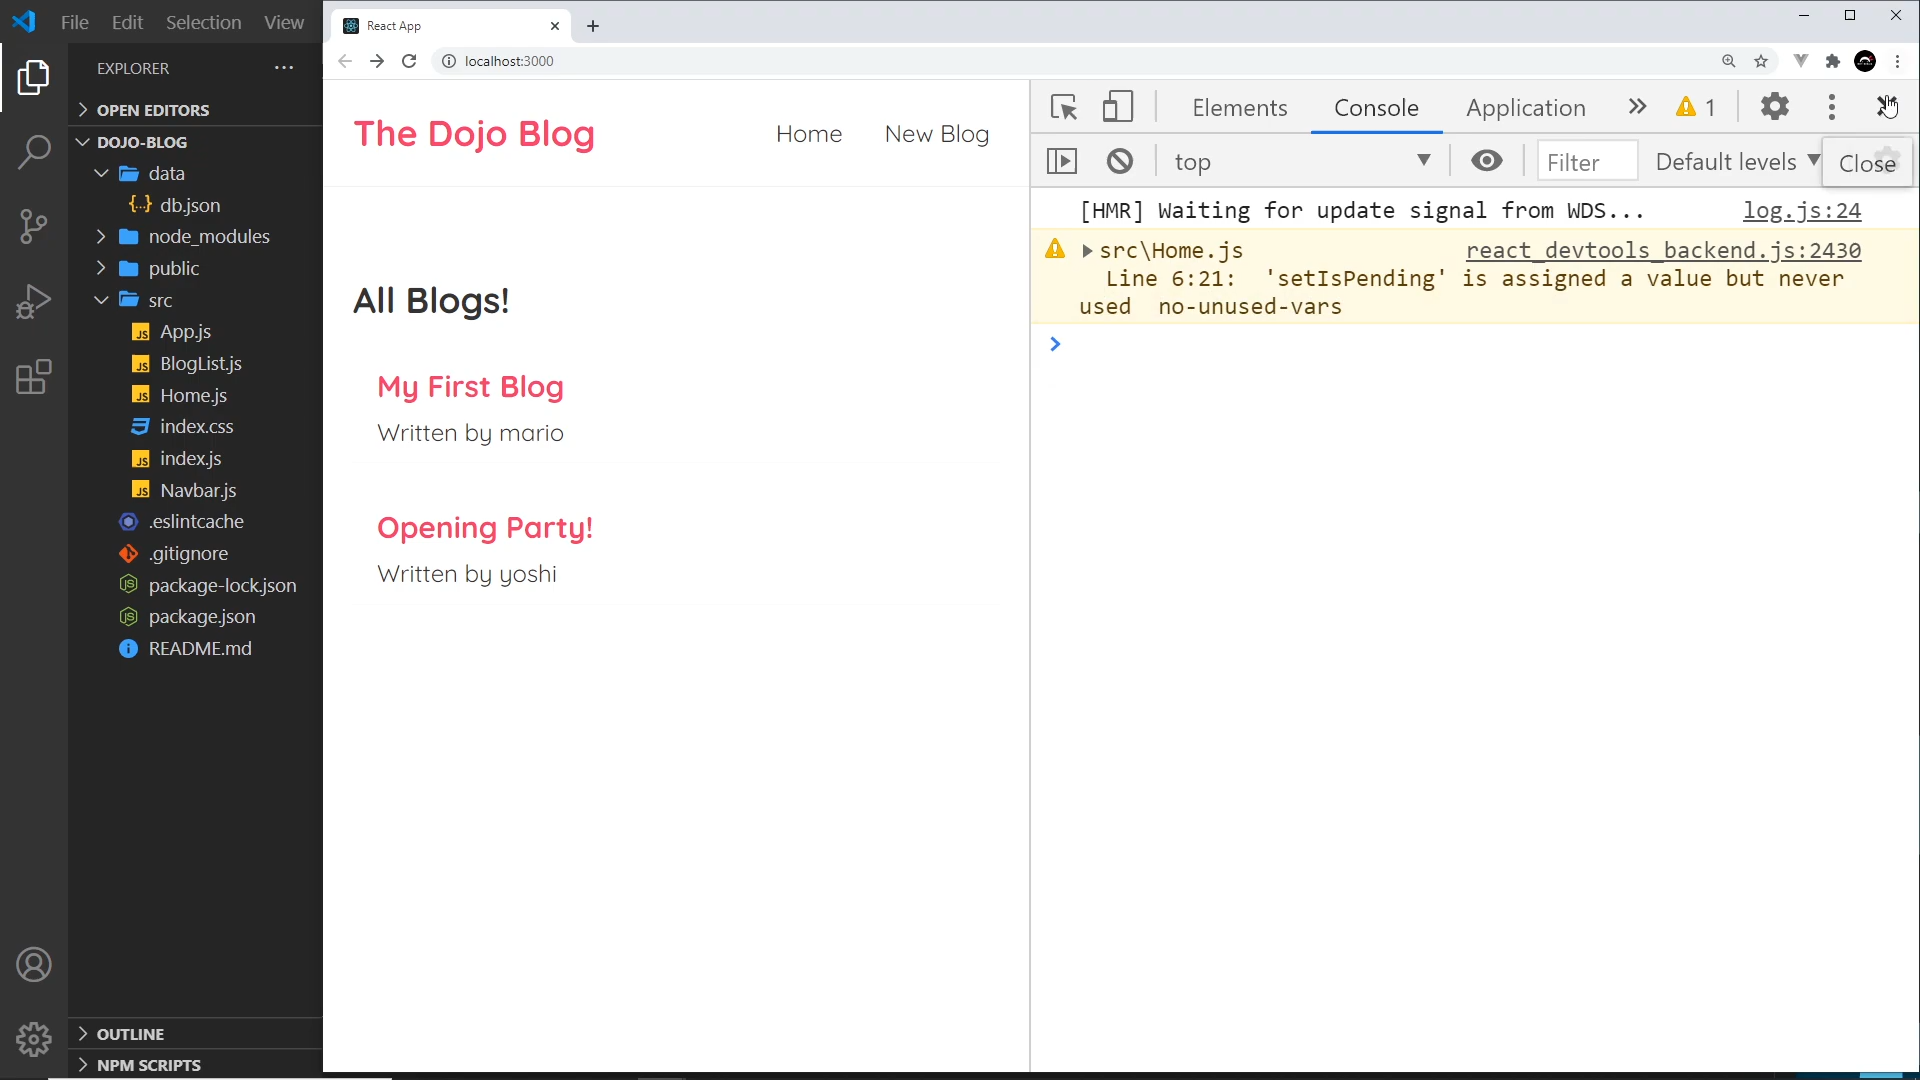 File Edit Selection View
EXPLORER
OPEN EDITORS
DOJO-BLOG
data
db.json
node_modules
public
src
App.js
BlogList.js
Home.js
index.css
index.js
Navbar.js
.eslintcache
.gitignore
package-lock.json
package.json
README.md
OUTLINE
NPM SCRIPTS
React App
localhost:3000
The Dojo Blog
Home New Blog
All Blogs!
My First Blog
Written by mario
Opening Party!
Written by yoshi
Elements Console Application 1
top Filter Default levels Close
[HMR] Waiting for update signal from WDS... log.js:24
src\Home.js react_devtools_backend.js:2430
Line 6:21: 'setIsPending' is assigned a value but never
used no-unused-vars